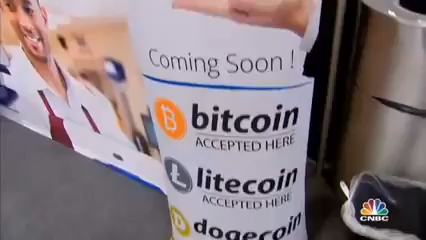 Coming Soon !
bitcoin
ACCEPTED HERE
litecoin
ACCEPTED HERE
dogecoin
CNBC